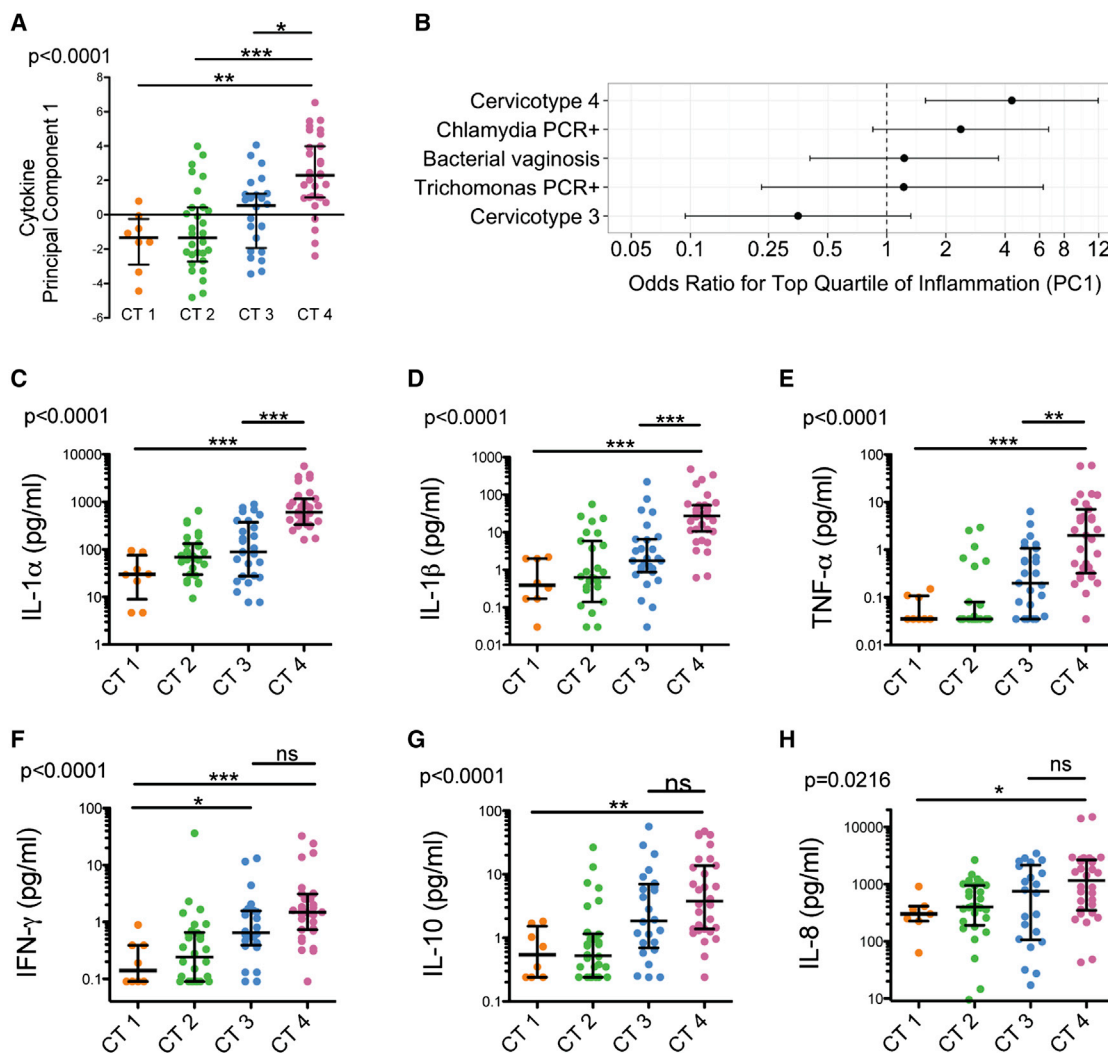 A
p<0.0001
*
***
**
Cytokine
Principal Component 1
8
6
4
2
0
-2
-4
-6
CT 1 CT 2 CT 3 CT 4
B
Cervicotype 4
Chlamydia PCR+
Bacterial vaginosis
Trichomonas PCR+
Cervicotype 3
0.05 0.1 0.25 0.5 1 2 4 6 8 12
Odds Ratio for Top Quartile of Inflammation (PC1)
C
p<0.0001
***
***
IL-1α (pg/ml)
10000
1000
100
10
1
CT 1 CT 2 CT 3 CT 4
D
p<0.0001
***
***
IL-1β (pg/ml)
1000
100
10
1
0.1
0.01
CT 1 CT 2 CT 3 CT 4
E
p<0.0001
**
***
TNF-α (pg/ml)
100
10
1
0.1
0.01
CT 1 CT 2 CT 3 CT 4
F
p<0.0001
ns
***
*
IFN-γ (pg/ml)
100
10
1
0.1
CT 1 CT 2 CT 3 CT 4
G
p<0.0001
ns
**
IL-10 (pg/ml)
100
10
1
0.1
CT 1 CT 2 CT 3 CT 4
H
p=0.0216
ns
*
IL-8 (pg/ml)
10000
1000
100
10
CT 1 CT 2 CT 3 CT 4